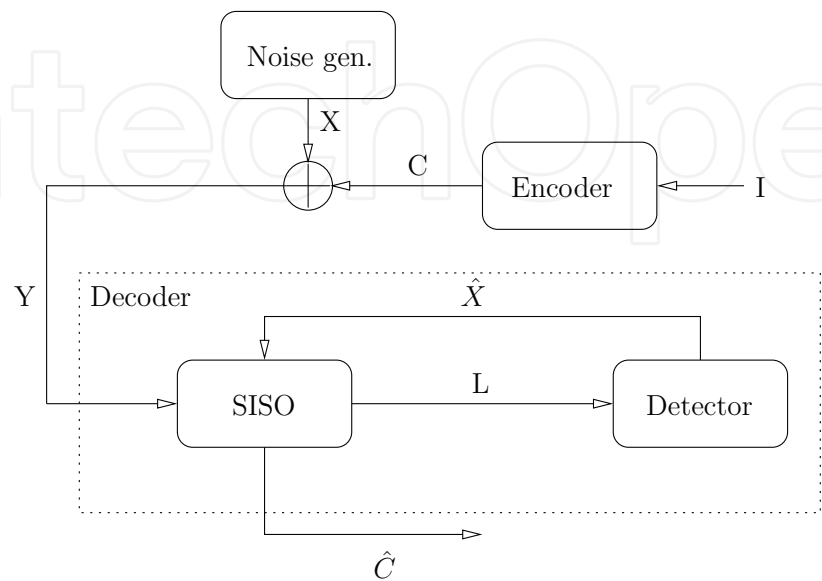 Noise gen.
X
C
Encoder
I
Y
Decoder
X̂
SISO
L
Detector
Ĉ